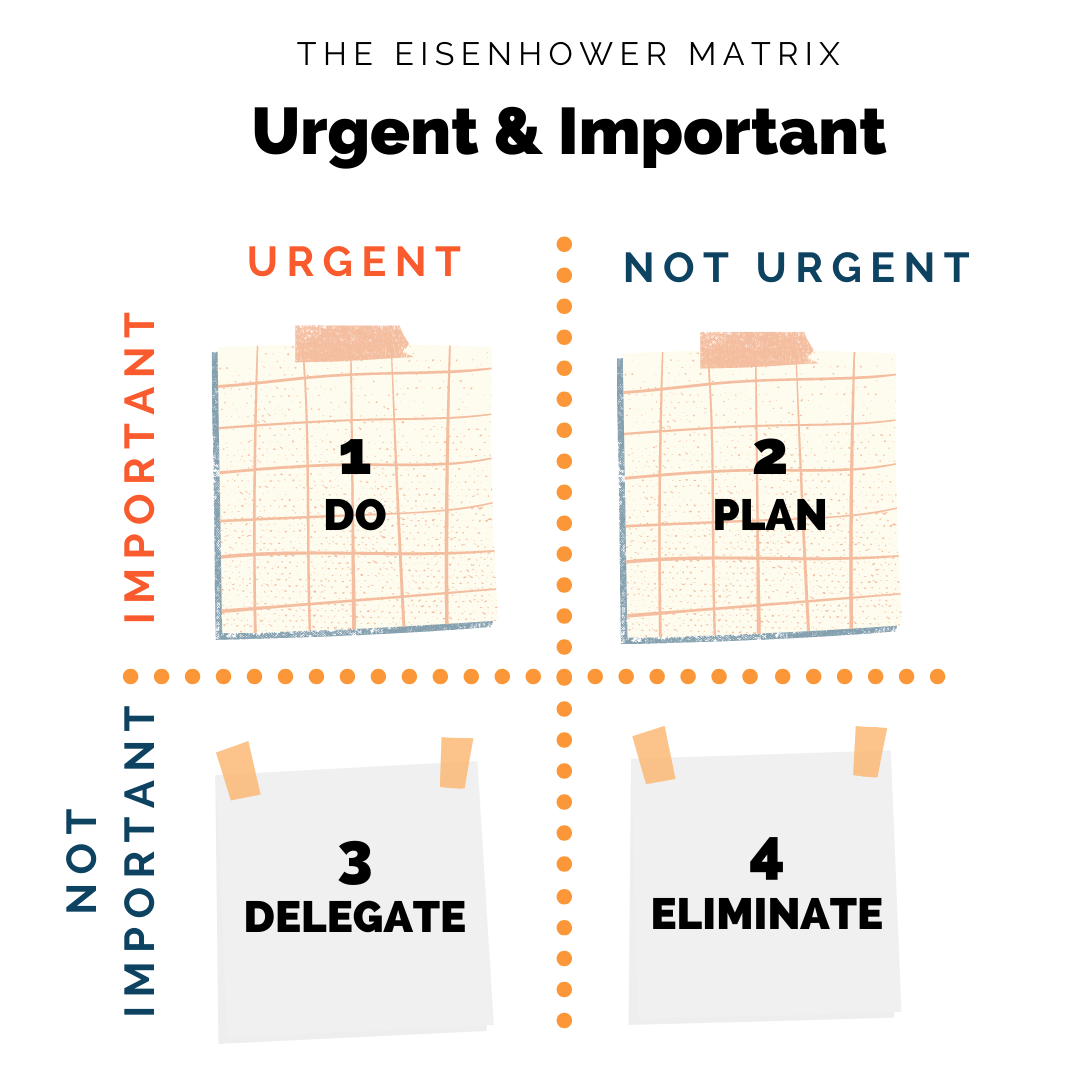 THE EISENHOWER MATRIX
Urgent & Important
URGENT
NOT URGENT
IMPORTANT
1
DO
2
PLAN
NOT
IMPORTANT
3
DELEGATE
4
ELIMINATE